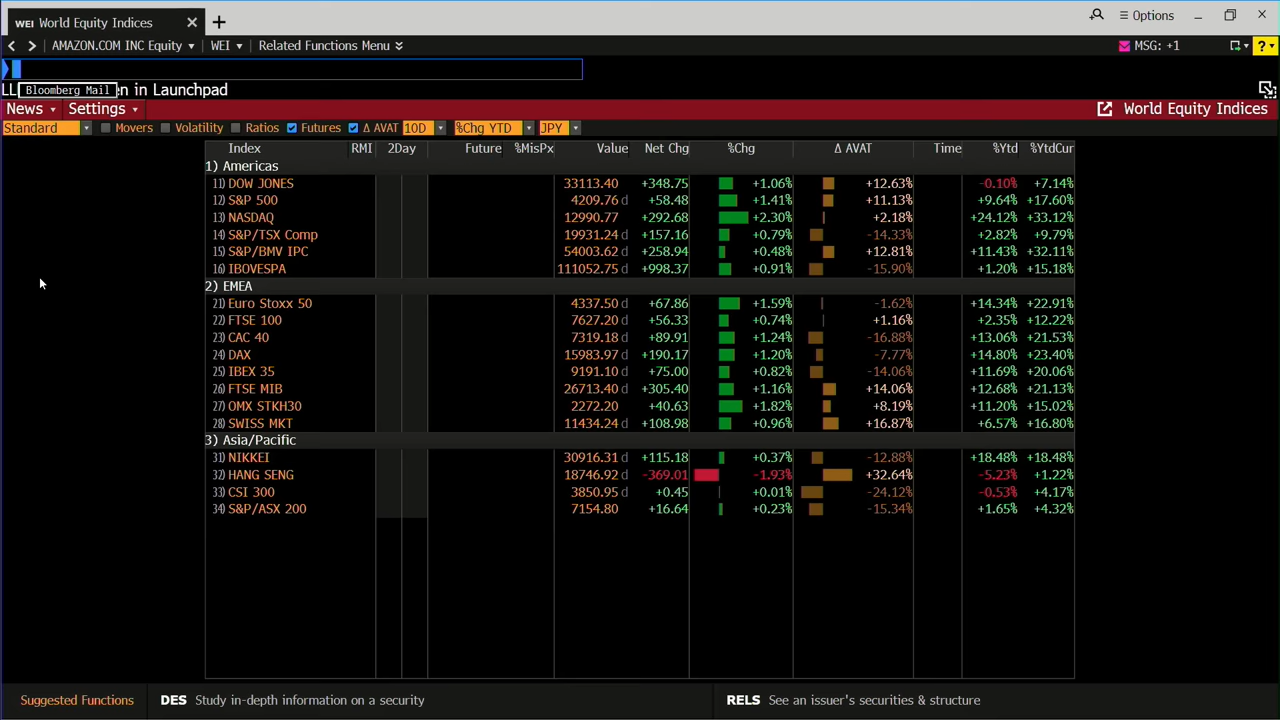 WEI World Equity Indices
Options
AMAZON.COM INC Equity WEI Related Functions Menu MSG: +1 ?
LL Bloomberg Mail en in Launchpad
News Settings World Equity Indices
Standard Movers Volatility Ratios Futures Δ AVAT 10D %Chg YTD JPY
Index RMI 2Day Future %MisPx Value Net Chg %Chg Δ AVAT Time %Ytd %YtdCur
1) Americas
11) DOW JONES 33113.40 +348.75 +1.06% +12.63% -0.10% +7.14%
12) S&P 500 4209.76 d +58.48 +1.41% +11.13% +9.64% +17.60%
13) NASDAQ 12990.77 +292.68 +2.30% +2.18% +24.12% +33.12%
14) S&P/TSX Comp 19931.24 d +157.16 +0.79% -14.33% +2.82% +9.79%
15) S&P/BMV IPC 54003.62 d +258.94 +0.48% +12.81% +11.43% +32.11%
16) IBOVESPA 111052.75 d +998.37 +0.91% -15.90% +1.20% +15.18%
2) EMEA
21) Euro Stoxx 50 4337.50 d +67.86 +1.59% -1.62% +14.34% +22.91%
22) FTSE 100 7627.20 d +56.33 +0.74% +1.16% +2.35% +12.22%
23) CAC 40 7319.18 d +89.91 +1.24% -16.88% +13.06% +21.53%
24) DAX 15983.97 d +190.17 +1.20% -7.77% +14.80% +23.40%
25) IBEX 35 9191.10 d +75.00 +0.82% -14.06% +11.69% +20.06%
26) FTSE MIB 26713.40 d +305.40 +1.16% +14.06% +12.68% +21.13%
27) OMX STKH30 2272.20 d +40.63 +1.82% +8.19% +11.20% +15.02%
28) SWISS MKT 11434.24 d +108.98 +0.96% +16.87% +6.57% +16.80%
3) Asia/Pacific
31) NIKKEI 30916.31 d +115.18 +0.37% -12.88% +18.48% +18.48%
32) HANG SENG 18746.92 d -369.01 -1.93% +32.64% -5.23% +1.22%
33) CSI 300 3850.95 d +0.45 +0.01% -24.12% -0.53% +4.17%
34) S&P/ASX 200 7154.80 +16.64 +0.23% -15.34% +1.65% +4.32%
Suggested Functions DES Study in-depth information on a security RELS See an issuer's securities & structure